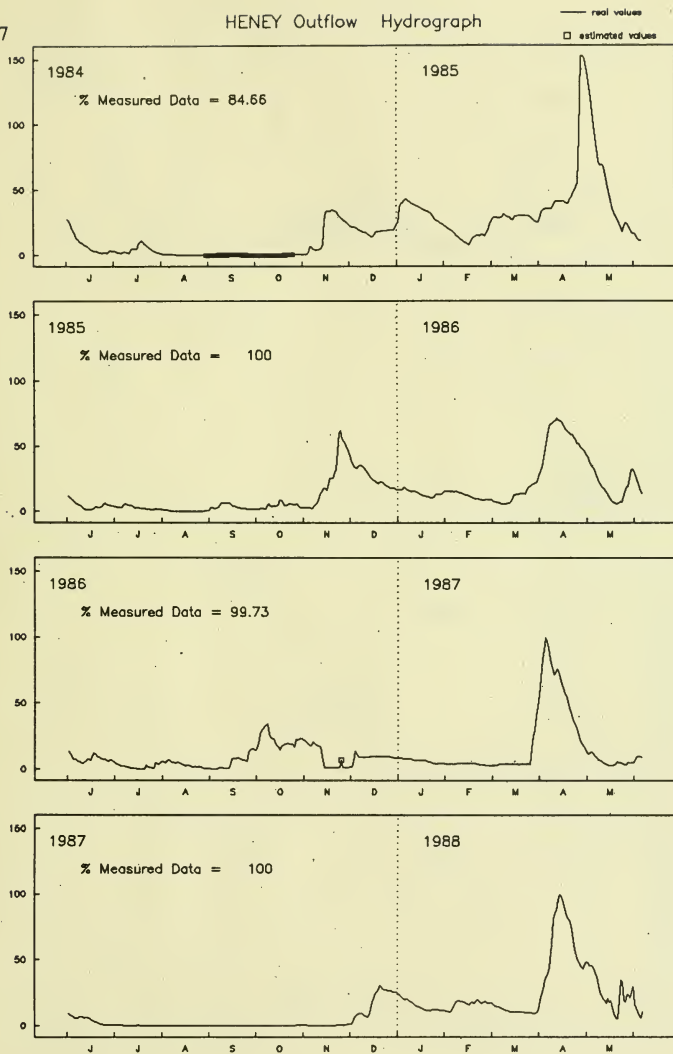 7
HENEY Outflow Hydrograph
real values
estimated values
1984
1985
% Measured Data = 84.66
150
100
50
0
J J A S O N D J F M A M
1985
1986
% Measured Data = 100
150
100
50
0
J J A S O N D J F M A M
1986
1987
% Measured Data = 99.73
150
100
50
0
J J A S O N D J F M A M
1987
1988
% Measured Data = 100
150
100
50
0
J J A S O N D J F M A M